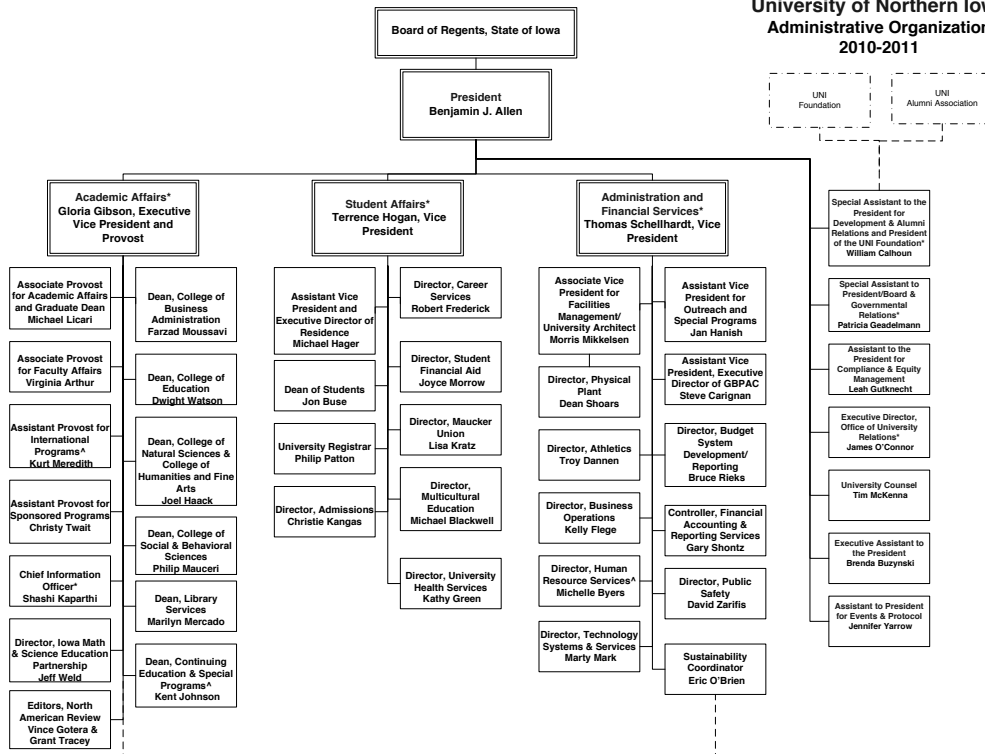 University of Northern Iow
Administrative Organization
2010-2011
Board of Regents, State of Iowa
President
Benjamin J. Allen
UNI
Foundation
UNI
Alumni Association
Academic Affairs*
Gloria Gibson, Executive
Vice President and
Provost
Student Affairs*
Terrence Hogan, Vice
President
Administration and
Financial Services*
Thomas Schellhardt, Vice
President
Associate Provost
for Academic Affairs
and Graduate Dean
Michael Licari
Associate Provost
for Faculty Affairs
Virginia Arthur
Assistant Provost for
International
Programs^
Kurt Meredith
Assistant Provost for
Sponsored Programs
Christy Twait
Chief Information
Officer*
Shashi Kaparthi
Director, Iowa Math
& Science Education
Partnership
Jeff Weld
Editors, North
American Review
Vince Gotera &
Grant Tracey
Dean, College of
Business
Administration
Farzad Moussavi
Dean, College of
Education
Dwight Watson
Dean, College of
Natural Sciences &
College of
Humanities and Fine
Arts
Joel Haack
Dean, College of
Social & Behavioral
Sciences
Philip Mauceri
Dean, Library
Services
Marilyn Mercado
Dean, Continuing
Education & Special
Programs^
Kent Johnson
Assistant Vice
President and
Executive Director of
Residence
Michael Hager
Dean of Students
Jon Buse
University Registrar
Philip Patton
Director, Admissions
Christie Kangas
Director, Career
Services
Robert Frederick
Director, Student
Financial Aid
Joyce Morrow
Director, Maucker
Union
Lisa Kratz
Director,
Multicultural
Education
Michael Blackwell
Director, University
Health Services
Kathy Green
Associate Vice
President for
Facilities
Management/
University Architect
Morris Mikkelsen
Director, Physical
Plant
Dean Shoars
Director, Athletics
Troy Dannen
Director, Business
Operations
Kelly Flege
Director, Human
Resource Services^
Michelle Byers
Director, Technology
Systems & Services
Marty Mark
Assistant Vice
President for
Outreach and
Special Programs
Jan Hanish
Assistant Vice
President, Executive
Director of GBPAC
Steve Carignan
Director, Budget
System
Development/
Reporting
Bruce Rieks
Controller, Financial
Accounting &
Reporting Services
Gary Shontz
Director, Public
Safety
David Zarifis
Sustainability
Coordinator
Eric O'Brien
Special Assistant to the
President for
Development & Alumni
Relations and President
of the UNI Foundation*
William Calhoun
Special Assistant to
President/Board &
Governmental
Relations*
Patricia Geadelmann
Assistant to the
President for
Compliance & Equity
Management
Leah Gutknecht
Executive Director,
Office of University
Relations*
James O'Connor
University Counsel
Tim McKenna
Executive Assistant to
the President
Brenda Buzynski
Assistant to President
for Events & Protocol
Jennifer Yarrow